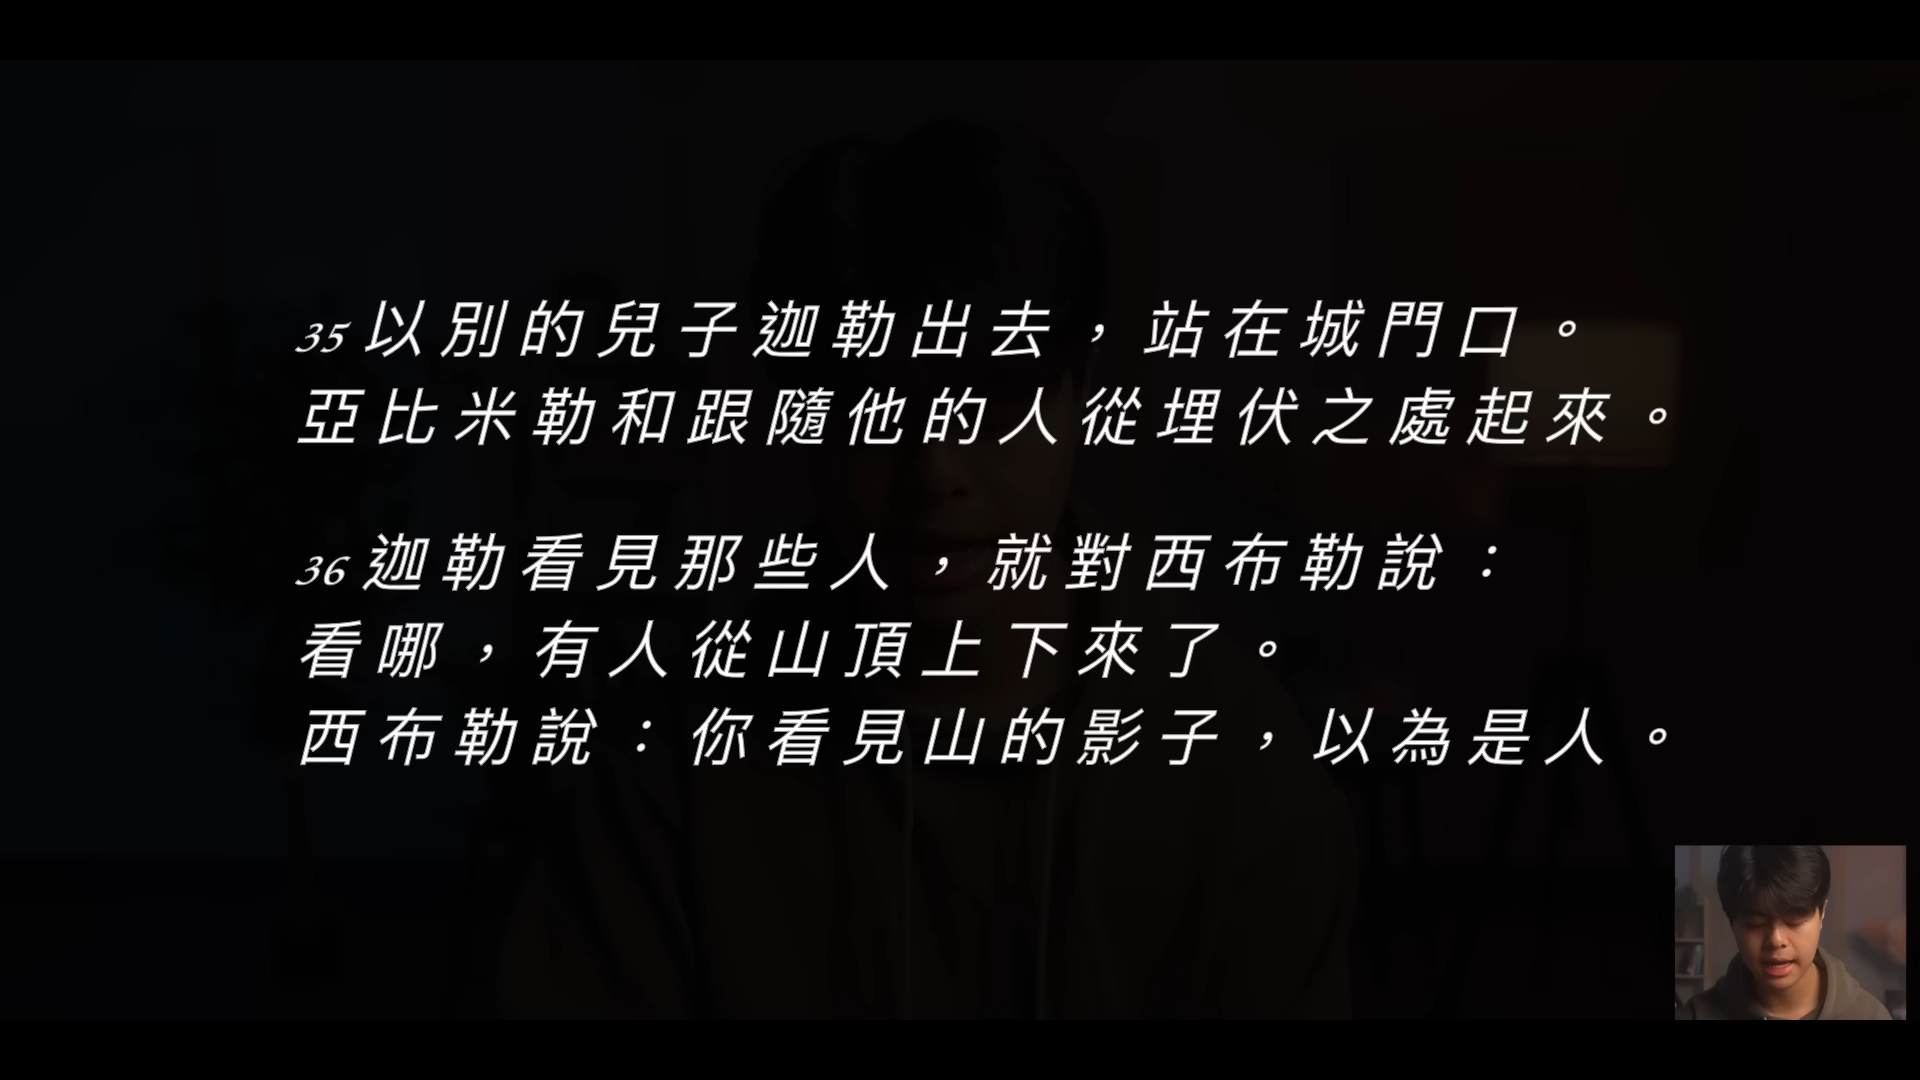 35 以別的兒子迦勒出去，站在城門口。
亞比米勒和跟隨他的人從埋伏之處起來。
36 迦勒看見那些人，就對西布勒說：
看哪，有人從山頂上下來了。
西布勒說：你看見山的影子，以為是人。